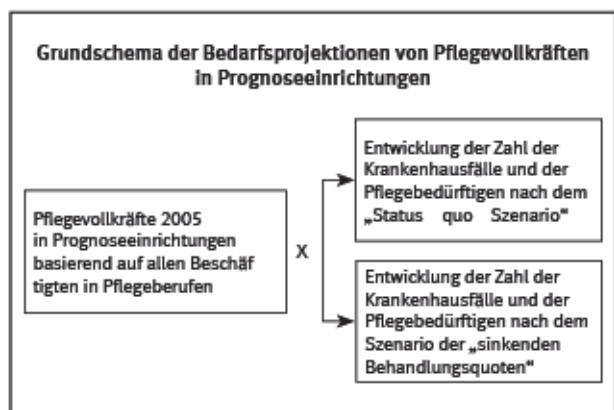 Grundschema der Bedarfsprojektionen von Pflegevollkräften
in Prognoseeinrichtungen
Pflegevollkräfte 2005
in Prognoseeinrichtungen
basierend auf allen Beschäf
tigten in Pflegeberufen
X
Entwicklung der Zahl der
Krankenhausfälle und der
Pflegebedürftigen nach dem
„Status quo Szenario“
Entwicklung der Zahl der
Krankenhausfälle und der
Pflegebedürftigen nach dem
Szenario der „sinkenden
Behandlungsquoten“